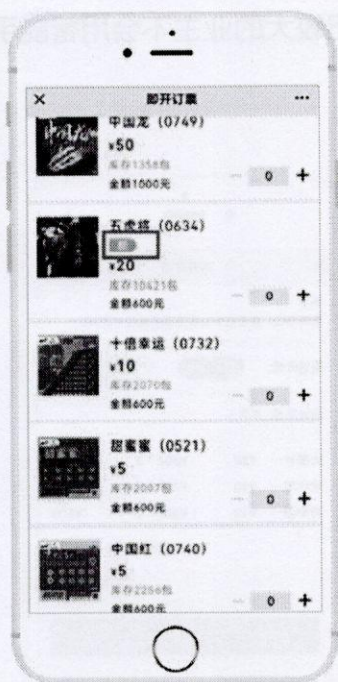 × 即开订票 ···
中国龙（0749）
¥50
库存1356包
金额1000元
－ 0 +
五虎将（0634）
¥20
库存10421包
金额600元
－ 0 +
十倍幸运（0732）
¥10
库存2070包
金额600元
－ 0 +
甜蜜蜜（0521）
¥5
库存2007包
金额600元
－ 0 +
中国红（0740）
¥5
库存2256包
金额600元
－ 0 +